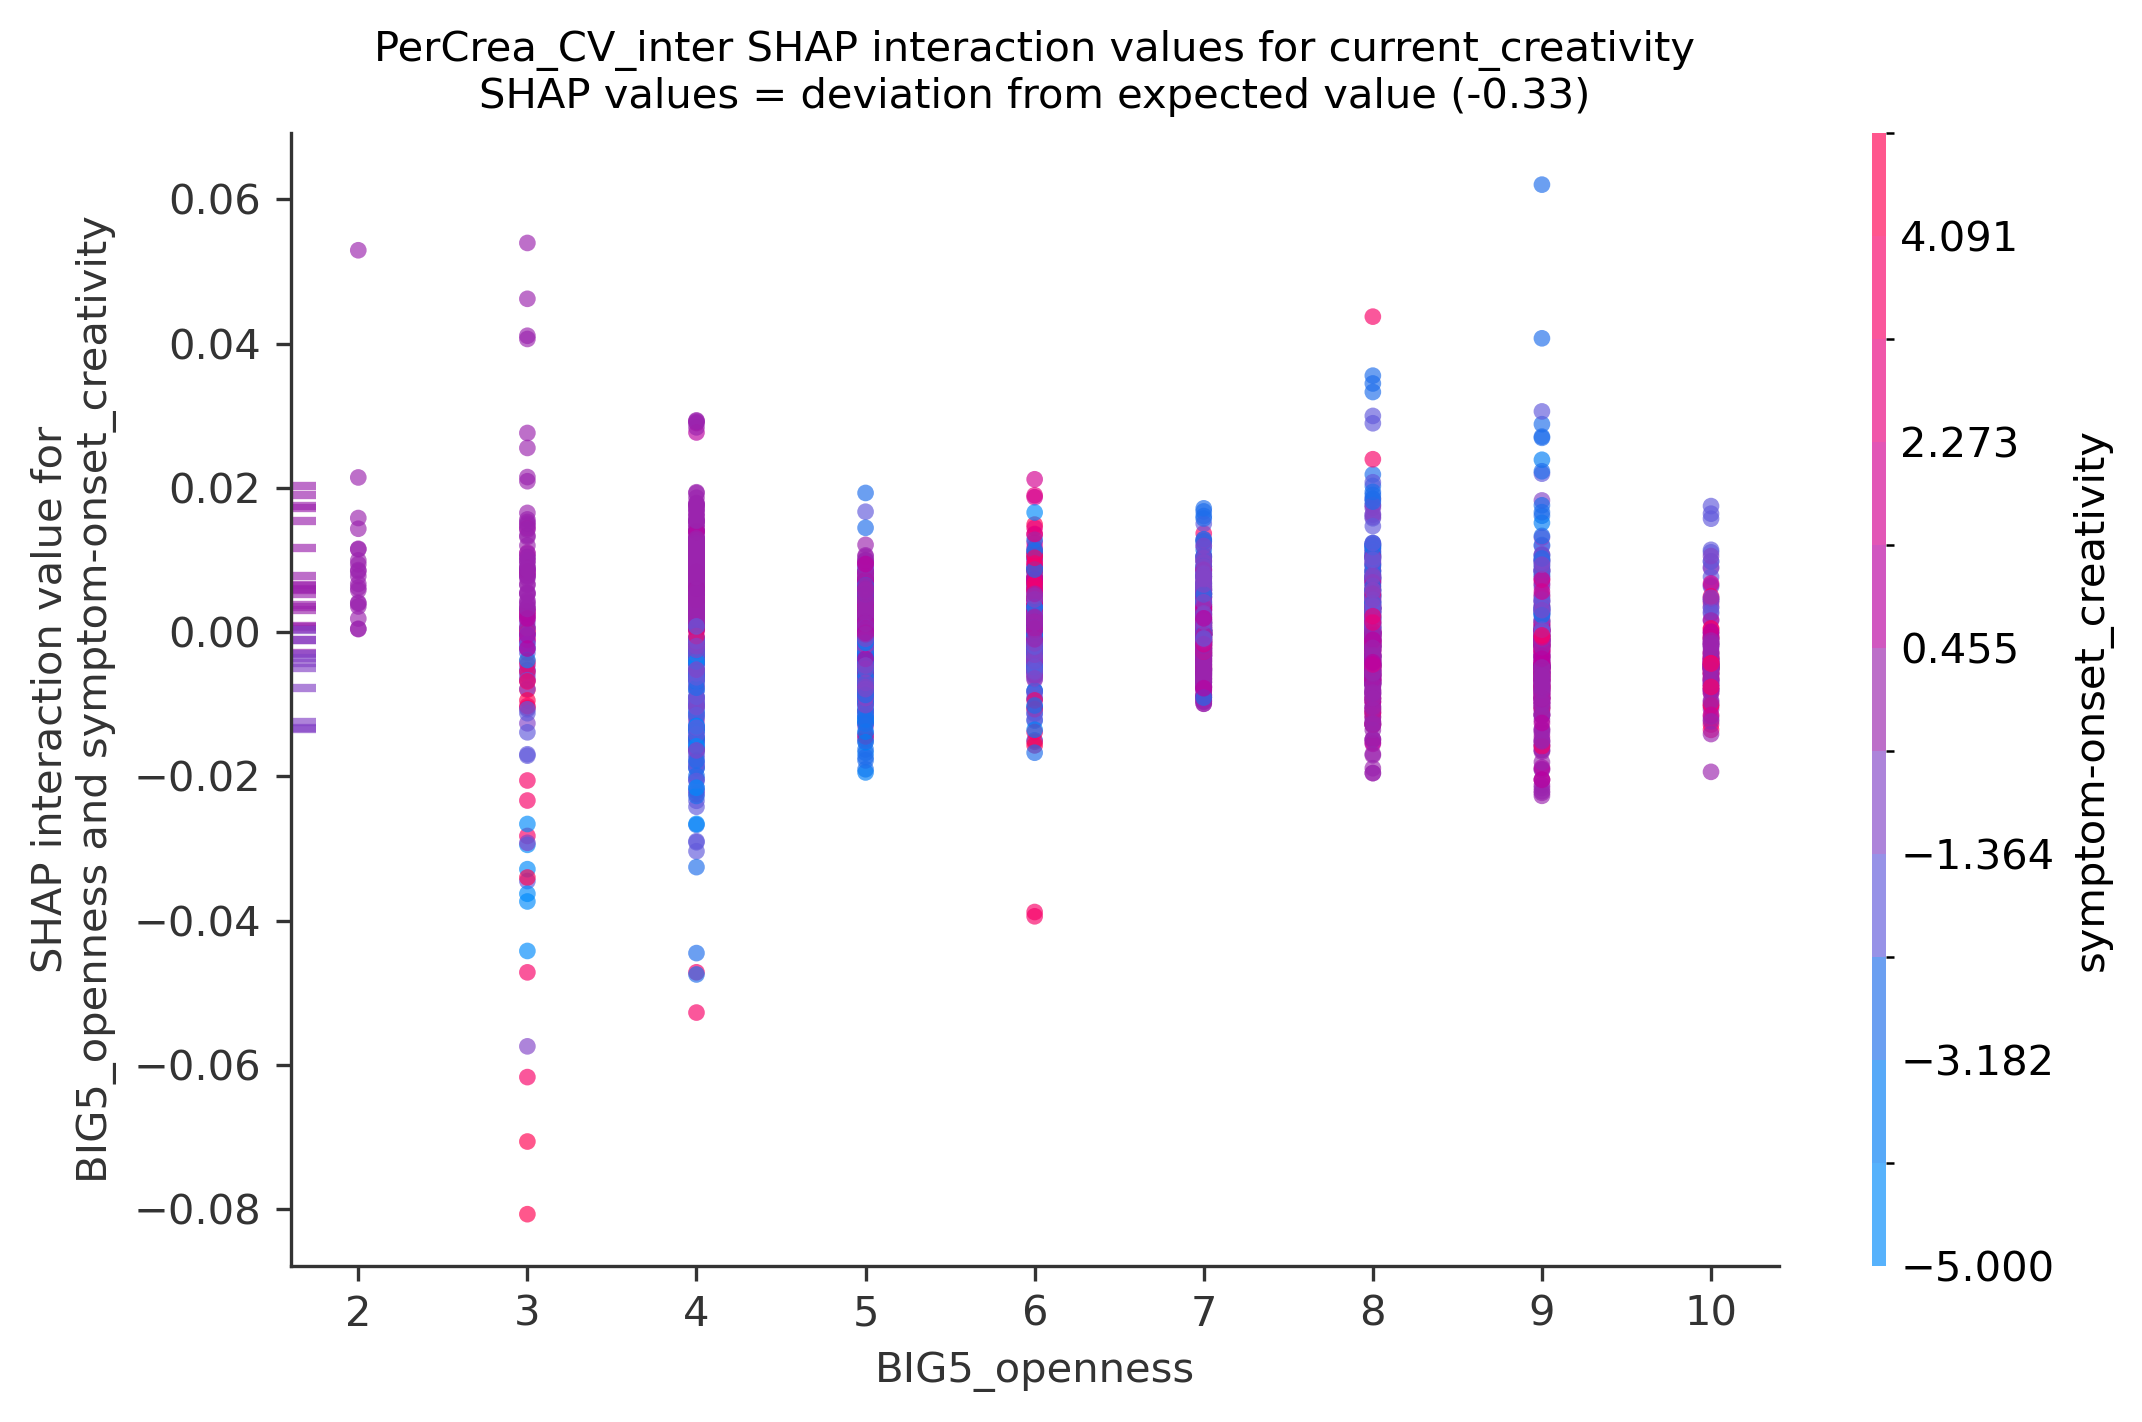 PerCrea_CV_inter SHAP interaction values for current_creativity
SHAP values = deviation from expected value (-0.33)
SHAP interaction value for
BIG5_openness and symptom-onset_creativity
0.06
0.04
0.02
0.00
−0.02
−0.04
−0.06
−0.08
2 3 4 5 6 7 8 9 10
BIG5_openness
4.091
2.273
0.455
−1.364
−3.182
−5.000
symptom-onset_creativity